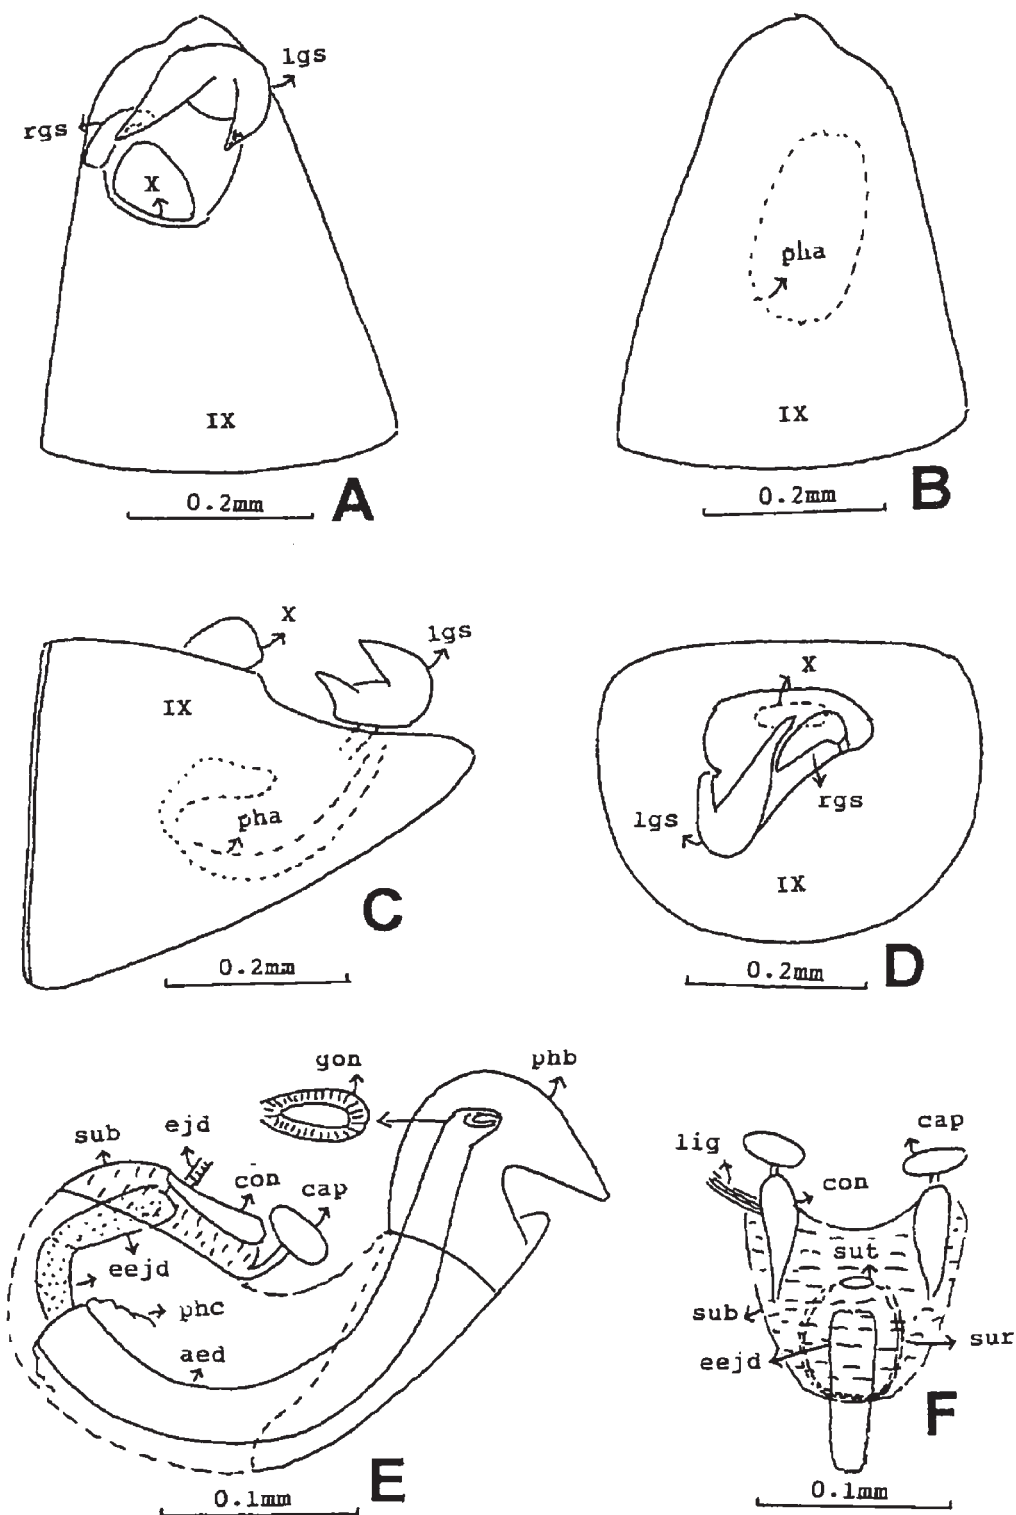 lgs
rgs
X
IX
0.2mm
A
pha
IX
0.2mm
B
X
lgs
IX
pha
0.2mm
C
X
rgs
lgs
IX
0.2mm
D
gon
phb
sub
ejd
con
cap
eejd
phc
aed
0.1mm
E
lig
cap
con
sut
sub
sur
eejd
0.1mm
F